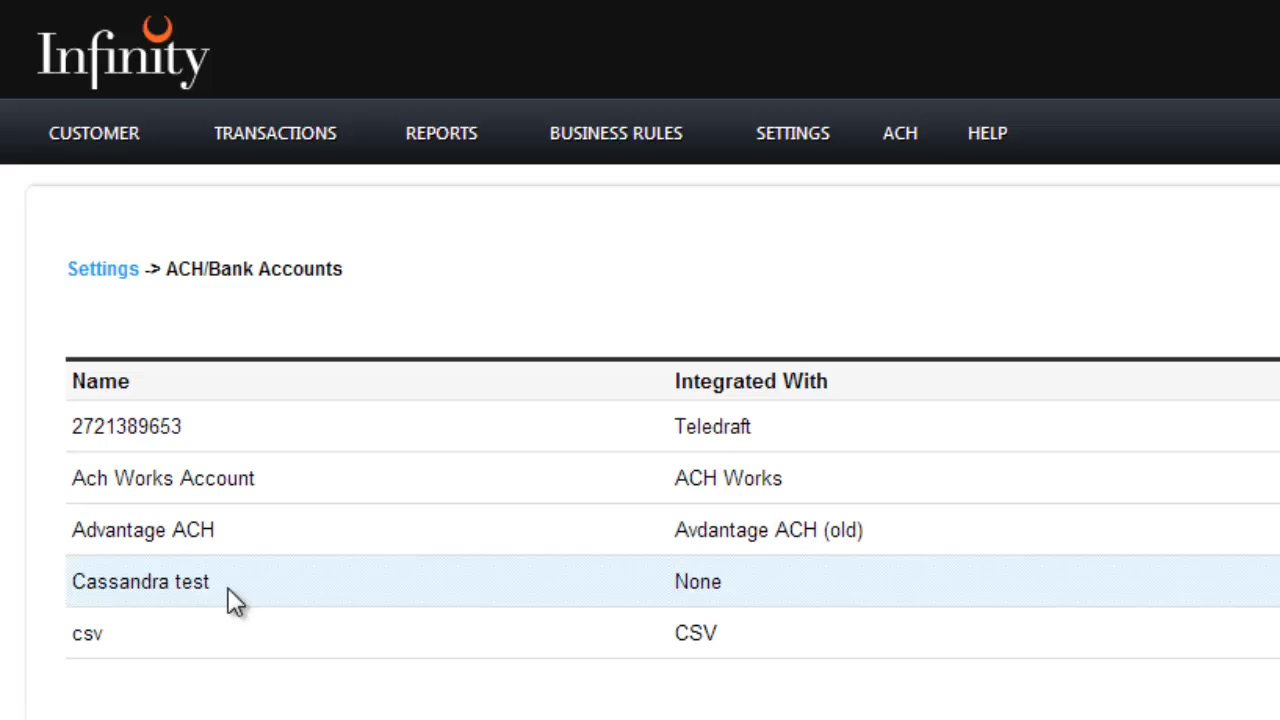 Infinity
CUSTOMER TRANSACTIONS REPORTS BUSINESS RULES SETTINGS ACH HELP
Settings -> ACH/Bank Accounts
Name Integrated With
2721389653 Teledraft
Ach Works Account ACH Works
Advantage ACH Avdantage ACH (old)
Cassandra test None
csv CSV